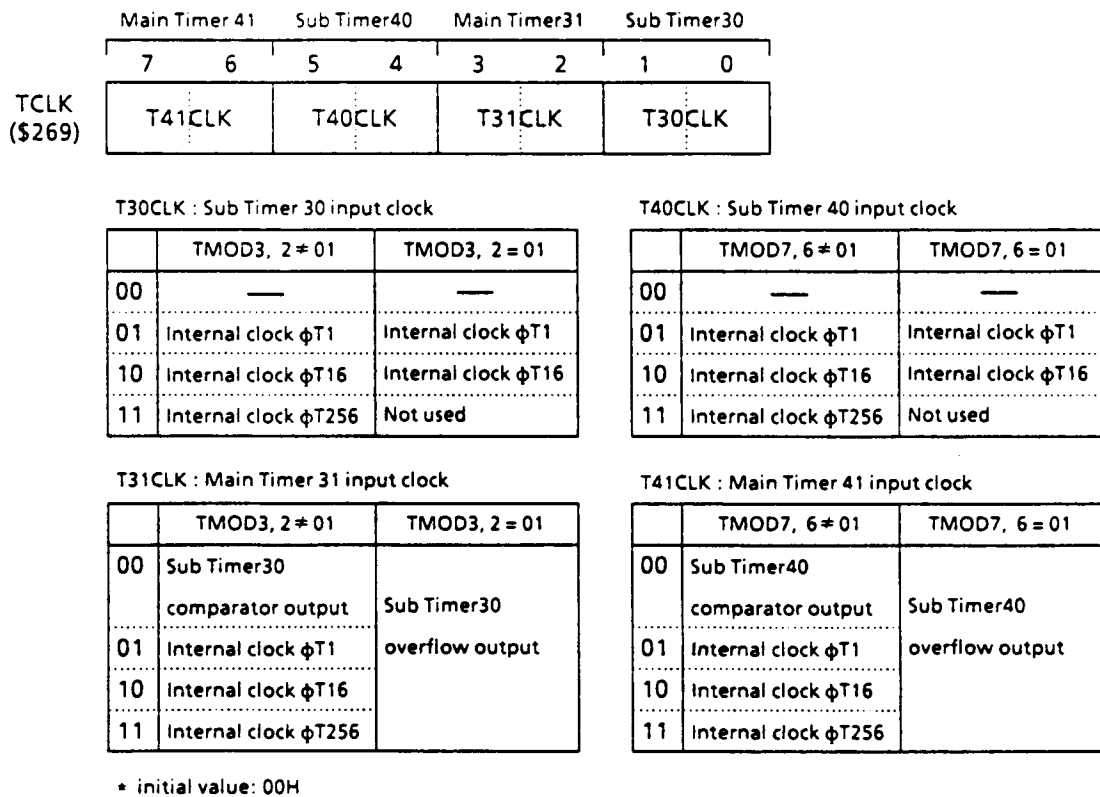 Main Timer 41 Sub Timer40 Main Timer31 Sub Timer30
7 6 5 4 3 2 1 0
TCLK
($269)
T41CLK T40CLK T31CLK T30CLK
T30CLK : Sub Timer 30 input clock
TMOD3, 2 ≠ 01 TMOD3, 2 = 01
00 — —
01 Internal clock ϕT1 Internal clock ϕT1
10 Internal clock ϕT16 Internal clock ϕT16
11 Internal clock ϕT256 Not used
T40CLK : Sub Timer 40 input clock
TMOD7, 6 ≠ 01 TMOD7, 6 = 01
00 — —
01 Internal clock ϕT1 Internal clock ϕT1
10 Internal clock ϕT16 Internal clock ϕT16
11 Internal clock ϕT256 Not used
T31CLK : Main Timer 31 input clock
TMOD3, 2 ≠ 01 TMOD3, 2 = 01
00 Sub Timer30
comparator output Sub Timer30
01 Internal clock ϕT1 overflow output
10 Internal clock ϕT16
11 Internal clock ϕT256
T41CLK : Main Timer 41 input clock
TMOD7, 6 ≠ 01 TMOD7, 6 = 01
00 Sub Timer40
comparator output Sub Timer40
01 Internal clock ϕT1 overflow output
10 Internal clock ϕT16
11 Internal clock ϕT256
* initial value: 00H